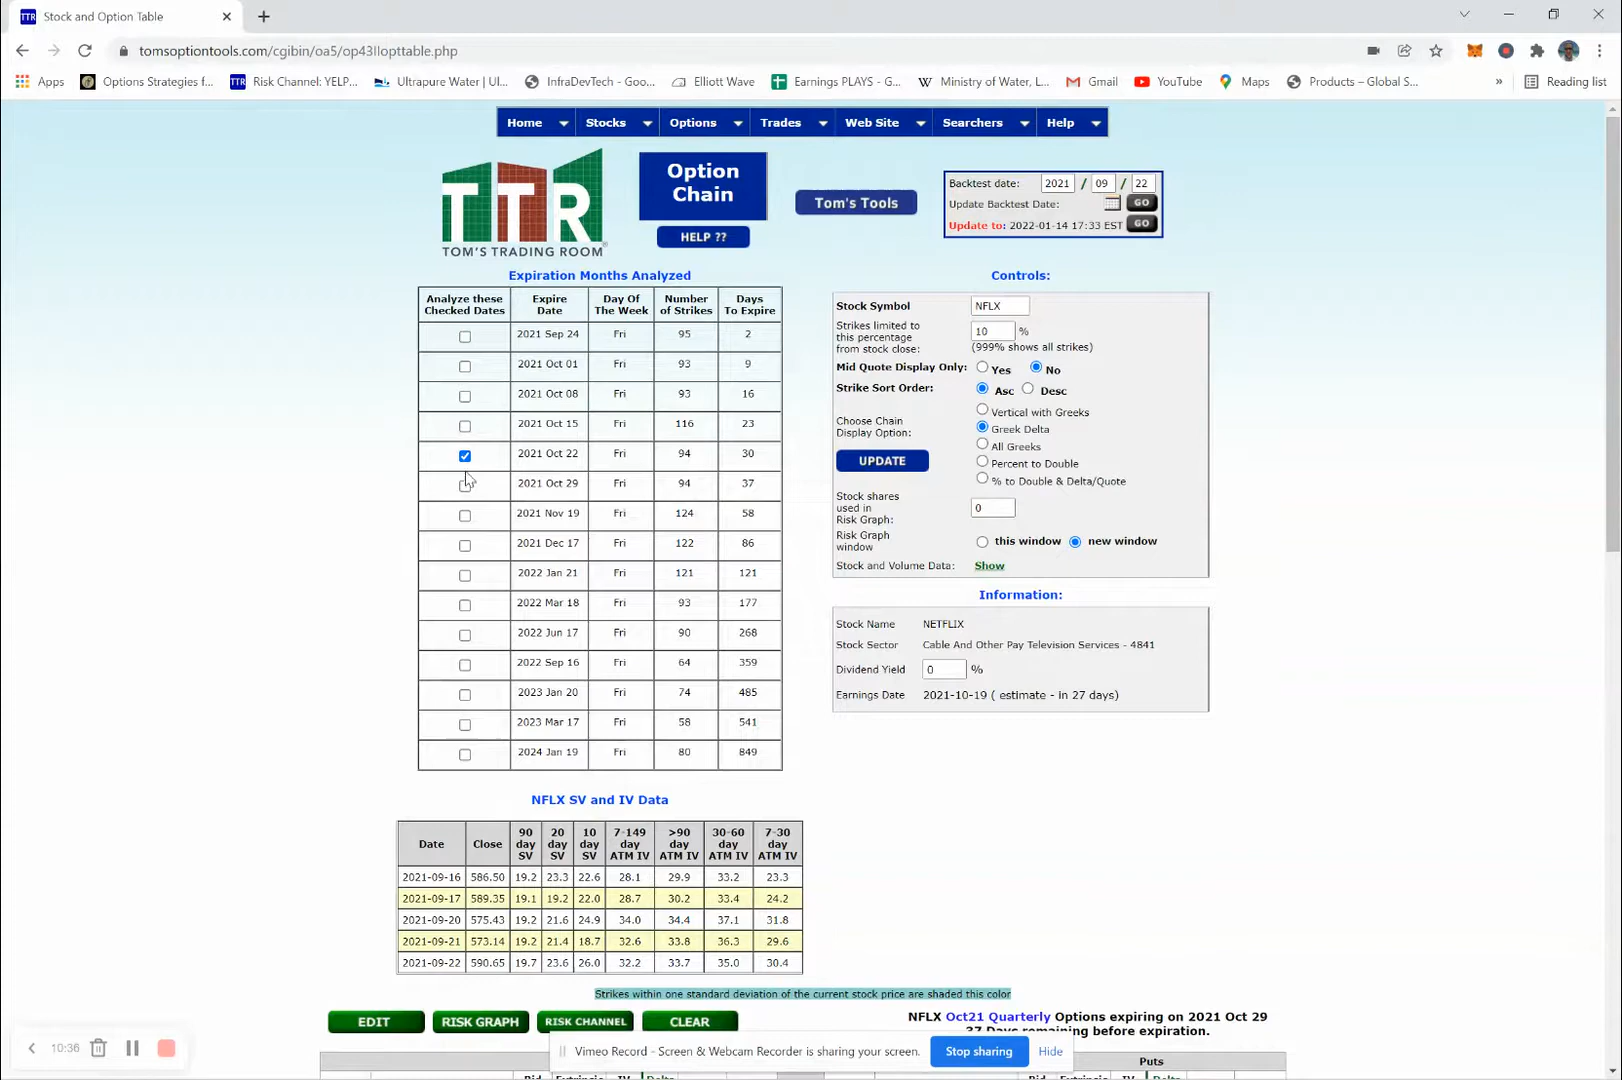 TTR Stock and Option Table
tomsoptiontools.com/cgibin/oa5/op43llopttable.php
Apps Options Strategies f... TTR Risk Channel: YELP... Ultrapure Water | Ul... InfraDevTech - Goo... Elliott Wave Earnings PLAYS - G... Ministry of Water, I... Gmail YouTube Maps Products – Global S... » Reading list
Home Stocks Options Trades Web Site Searchers Help
TTR
TOM'S TRADING ROOM
Option
Chain
HELP ??
Tom's Tools
Backtest date: 2021 / 09 / 22
Update Backtest Date: GO
Update to: 2022-01-14 17:33 EST GO
Expiration Months Analyzed
Analyze these Checked Dates Expire Date Day Of The Week Number of Strikes Days To Expire
2021 Sep 24 Fri 95 2
2021 Oct 01 Fri 93 9
2021 Oct 08 Fri 93 16
2021 Oct 15 Fri 116 23
2021 Oct 22 Fri 94 30
2021 Oct 29 Fri 94 37
2021 Nov 19 Fri 124 58
2021 Dec 17 Fri 122 86
2022 Jan 21 Fri 121 121
2022 Mar 18 Fri 93 177
2022 Jun 17 Fri 90 268
2022 Sep 16 Fri 64 359
2023 Jan 20 Fri 74 485
2023 Mar 17 Fri 58 541
2024 Jan 19 Fri 80 849
Controls:
Stock Symbol NFLX
Strikes limited to
this percentage
from stock close:
10 %
(999% shows all strikes)
Mid Quote Display Only: Yes No
Strike Sort Order: Asc Desc
Choose Chain
Display Option:
Vertical with Greeks
Greek Delta
All Greeks
Percent to Double
% to Double & Delta/Quote
UPDATE
Stock shares
used in
Risk Graph:
0
Risk Graph
window
this window new window
Stock and Volume Data: Show
Information:
Stock Name NETFLIX
Stock Sector Cable And Other Pay Television Services - 4841
Dividend Yield 0 %
Earnings Date 2021-10-19 ( estimate - in 27 days)
NFLX SV and IV Data
Date Close 90 day SV 20 day SV 10 day SV 7-149 day ATM IV >90 day ATM IV 30-60 day ATM IV 7-30 day ATM IV
2021-09-16 586.50 19.2 23.3 22.6 28.1 29.9 33.2 23.3
2021-09-17 589.35 19.1 19.2 22.0 28.7 30.2 33.4 24.2
2021-09-20 575.43 19.2 21.6 24.9 34.0 34.4 37.1 31.8
2021-09-21 573.14 19.2 21.4 18.7 32.6 33.8 36.3 29.6
2021-09-22 590.65 19.7 23.6 26.0 32.2 33.7 35.0 30.4
Strikes within one standard deviation of the current stock price are shaded this color
EDIT RISK GRAPH RISK CHANNEL CLEAR
NFLX Oct21 Quarterly Options expiring on 2021 Oct 29
37 Days remaining before expiration.
10:36
Vimeo Record - Screen & Webcam Recorder is sharing your screen. Stop sharing Hide
Puts